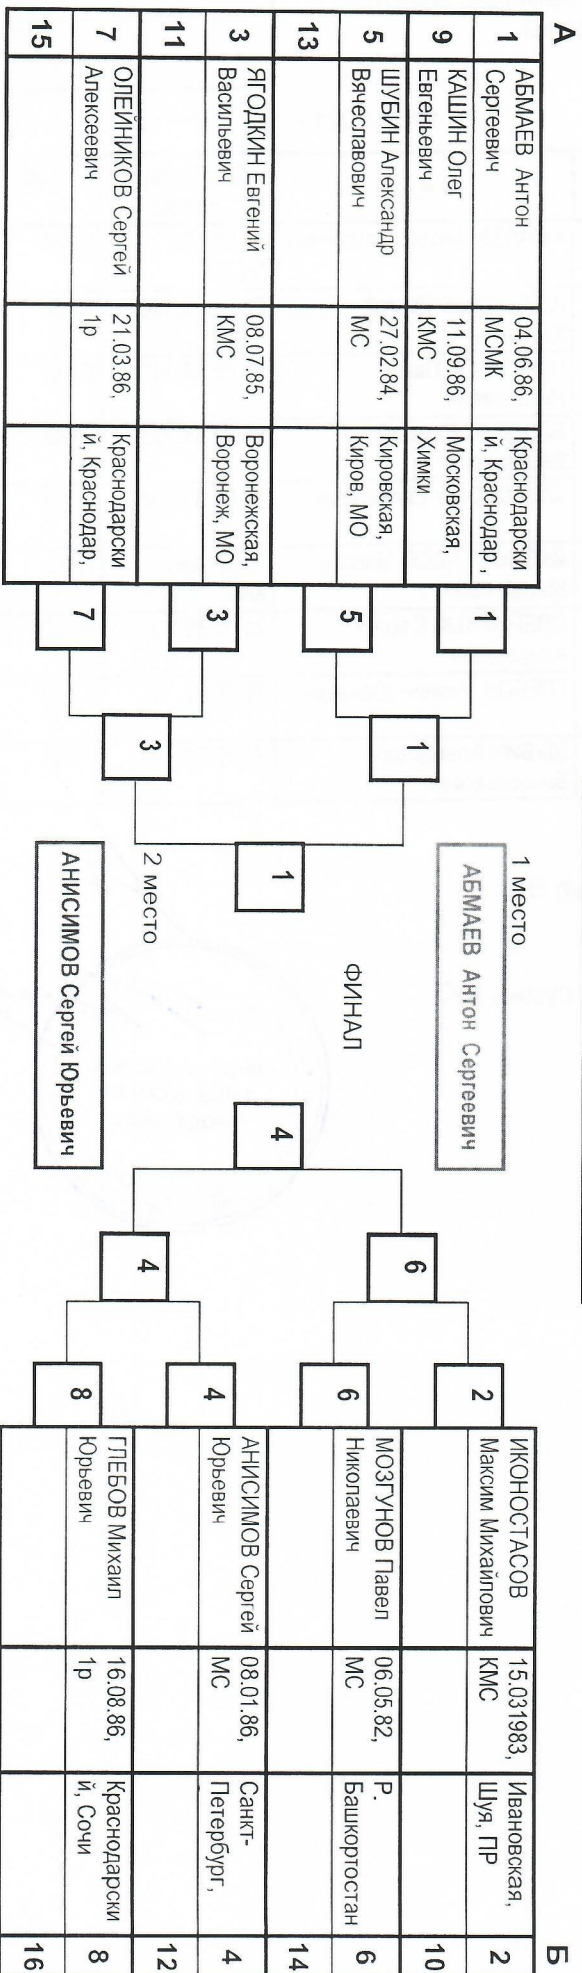 А
1
АБМАЕВ Антон
Сергеевич
04.06.86,
МСМК
Краснодарски
й, Краснодар ,
9
КАШИН Олег
Евгеньевич
11.09.86,
КМС
Московская,
Химки
5
ШУБИН Александр
Вячеславович
27.02.84,
МС
Кировская,
Киров, МО
13
3
ЯГОДКИН Евгений
Васильевич
08.07.85,
КМС
Воронежская,
Воронеж, МО
11
7
ОЛЕЙНИКОВ Сергей
Алексеевич
21.03.86,
1р
Краснодарски
й, Краснодар,
15
1
5
3
7
1
3
1
1 место
АБМАЕВ Антон Сергеевич
ФИНАЛ
2 место
АНИСИМОВ Сергей Юрьевич
4
6
4
2
6
4
8
Б
ИКОНОСТАСОВ
Максим Михайлович
15.031983,
КМС
Ивановская,
Шуя, ПР
2
10
МОЗГУНОВ Павел
Николаевич
06.05.82,
МС
Р.
Башкортостан
6
14
АНИСИМОВ Сергей
Юрьевич
08.01.86,
МС
Санкт-
Петербург,
4
12
ГЛЕБОВ Михаил
Юрьевич
16.08.86,
1р
Краснодарски
й, Сочи
8
16